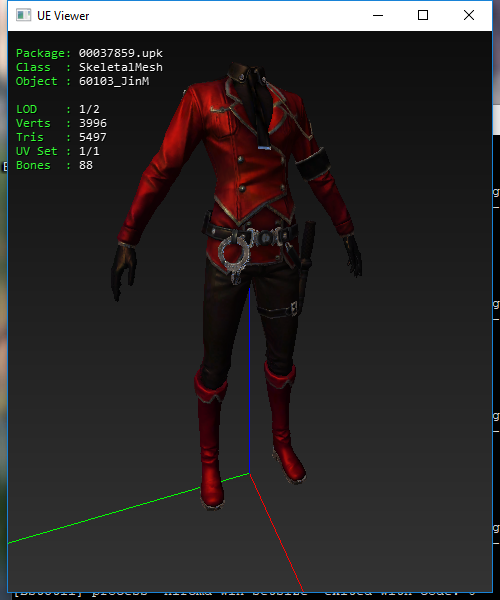 UE Viewer
Package: 00037859.upk
Class : SkeletalMesh
Object : 60103_JinM
LOD : 1/2
Verts : 3996
Tris : 5497
UV Set : 1/1
Bones : 88